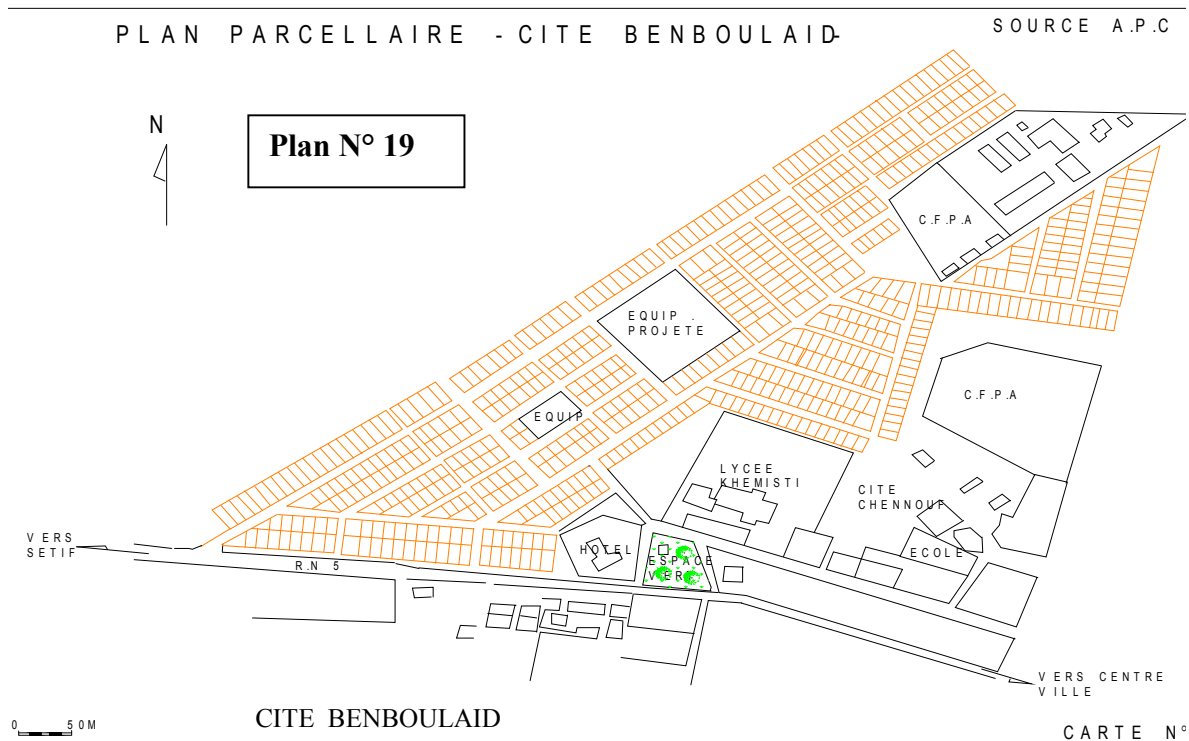 PLAN PARCELLAIRE - CITE BENBOULAID-
SOURCE A.P.C
N
Plan N° 19
C.F.P.A
EQUIP .
PROJETE
C.F.P.A
EQUIP
LYCEE
KHEMISTI
CITE
CHENNOUF
VERS
SETIF
R.N 5
HOTEL
ESPACE
VERT
ECOLE
VERS CENTRE
VILLE
0 50M
CITE BENBOULAID
CARTE N°